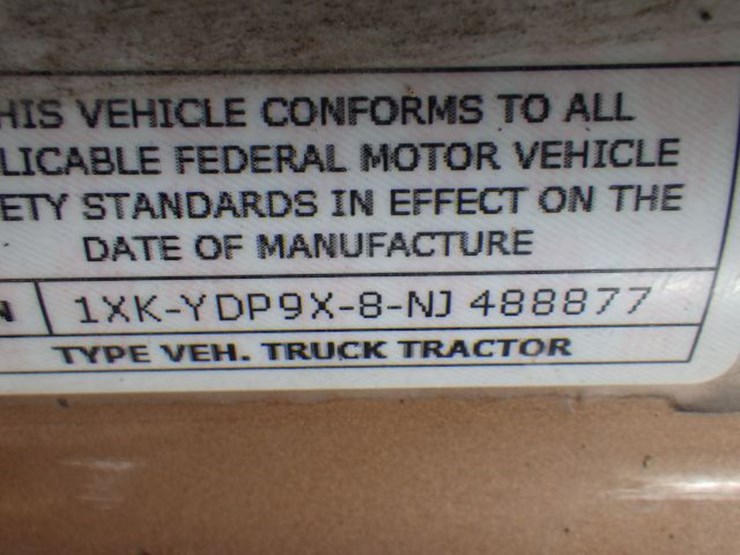 HIS VEHICLE CONFORMS TO ALL
LICABLE FEDERAL MOTOR VEHICLE
ETY STANDARDS IN EFFECT ON THE
DATE OF MANUFACTURE
N 1XK-YDP9X-8-NJ 488877
TYPE VEH. TRUCK TRACTOR